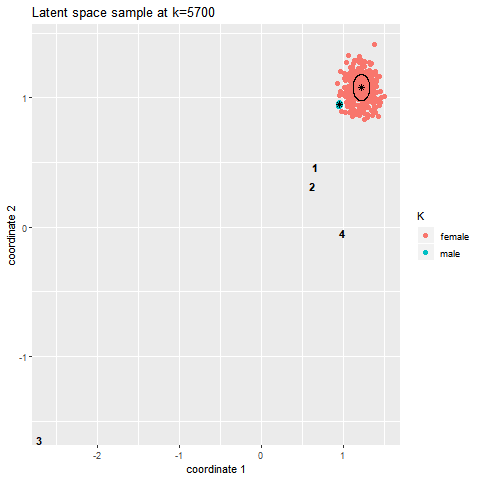 Latent space sample at k=5700
1
1
2
0
4
-1
3
-2
-1
0
1
coordinate 1
coordinate 2
K
female
male